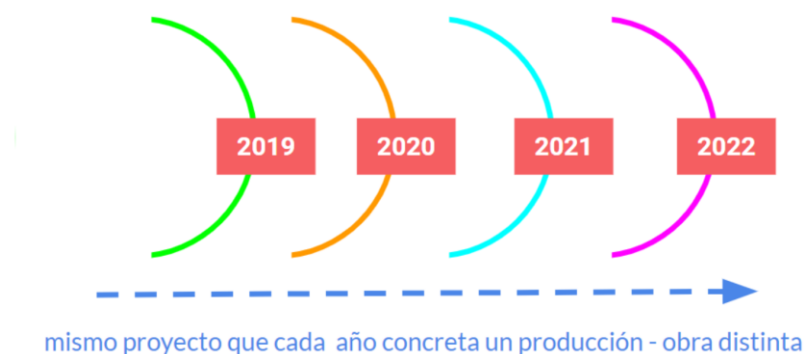 2019 2020 2021 2022
mismo proyecto que cada año concreta un producción - obra distinta